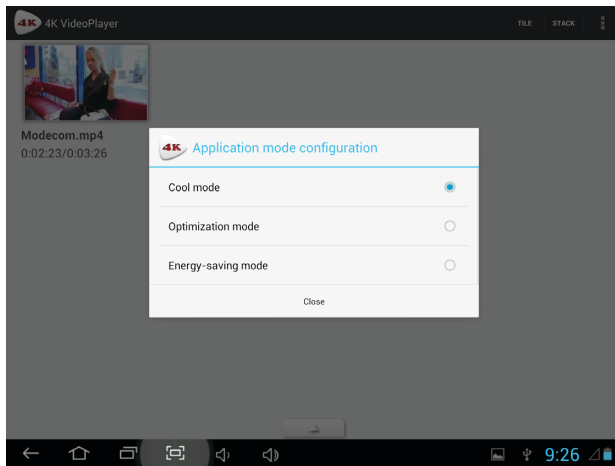 4K 4K VideoPlayer TILE STACK
Modecom.mp4
0:02:23/0:03:26
4K Application mode configuration
Cool mode
Optimization mode
Energy-saving mode
Close
9:26